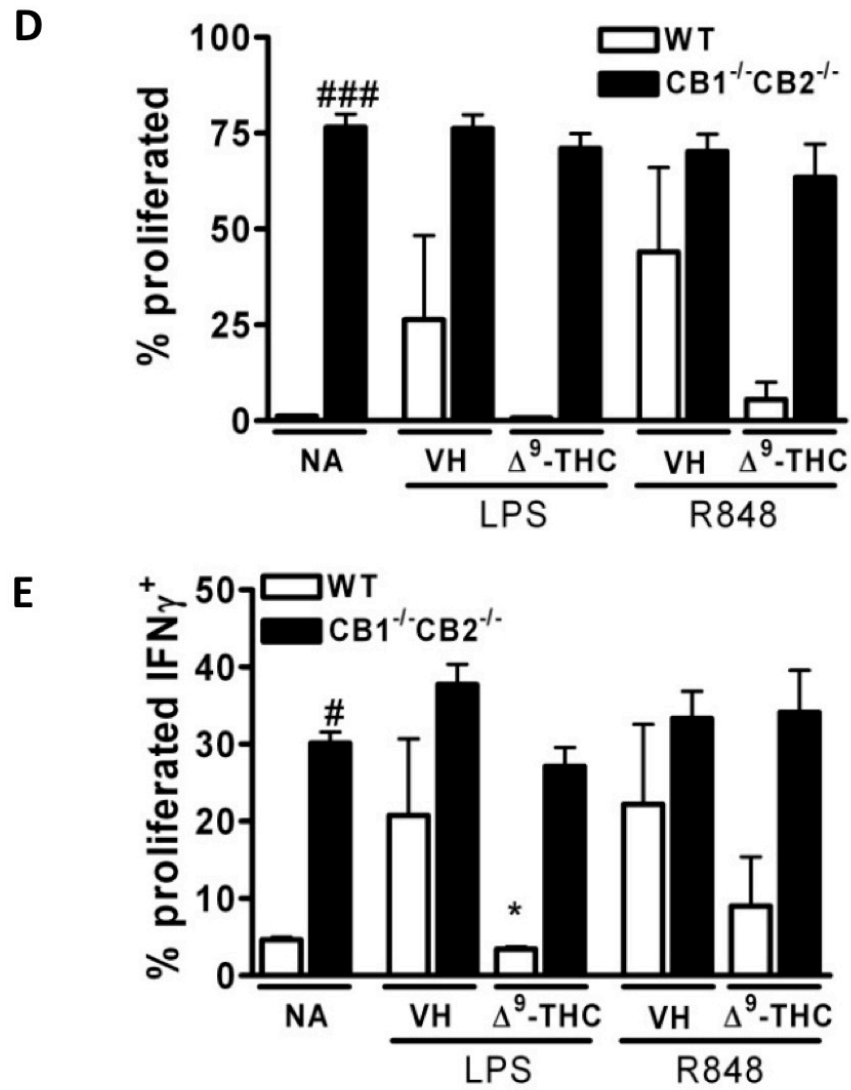 D
% proliferated
100
75
50
25
0
WT
CB1⁻/⁻CB2⁻/⁻
###
NA
VH
Δ⁹-THC
VH
Δ⁹-THC
LPS
R848
E
% proliferated IFNγ⁺
50
40
30
20
10
0
WT
CB1⁻/⁻CB2⁻/⁻
#
*
NA
VH
Δ⁹-THC
VH
Δ⁹-THC
LPS
R848